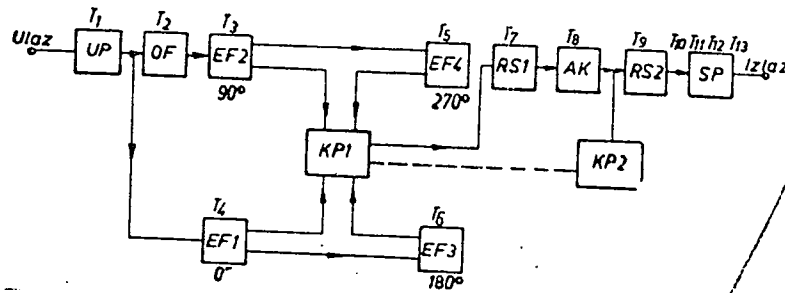 Ulaz
T1
UP
T2
OF
T3
EF2
90°
T5
EF4
270°
T7
RS1
T8
AK
T9
RS2
T10 T11 T12 T13
SP
Izlaz
KP1
KP2
T4
EF1
T6
EF3
180°